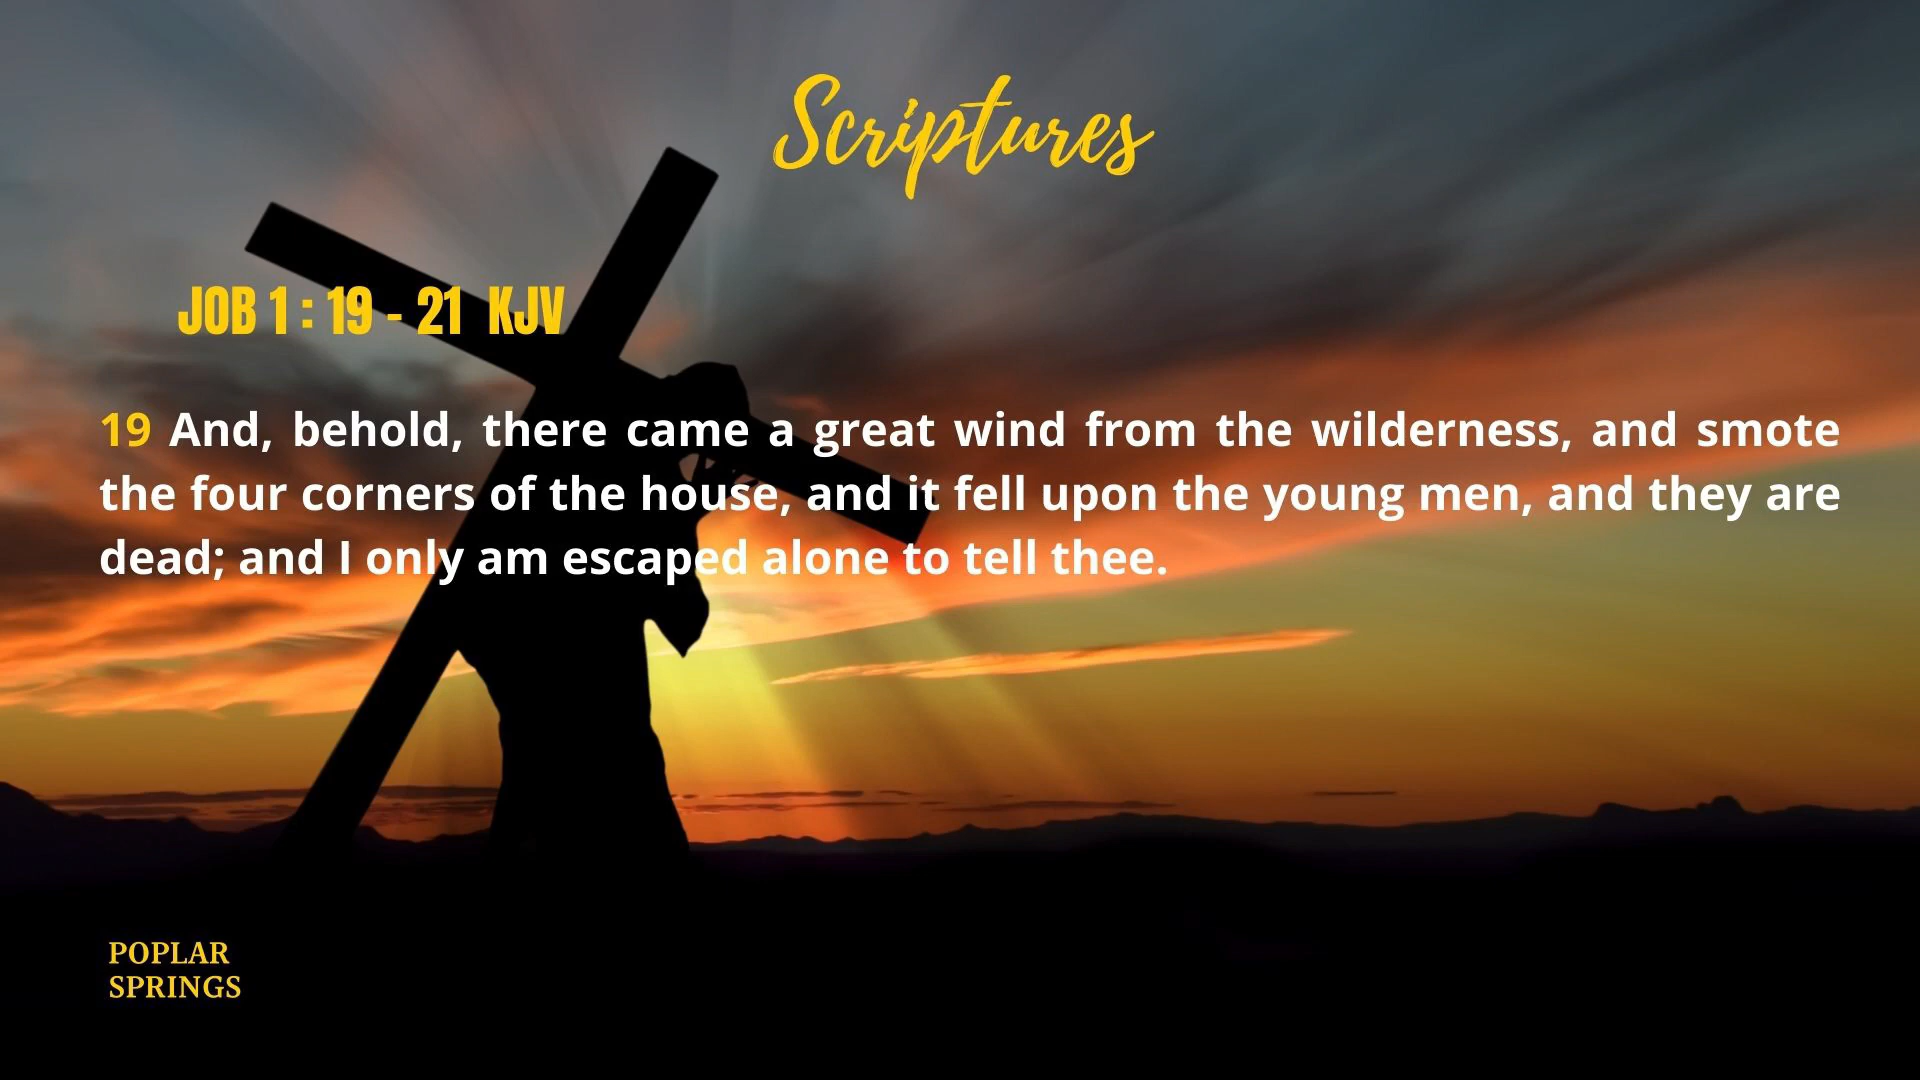 Scriptures
JOB 1 : 19 - 21 KJV
19 And, behold, there came a great wind from the wilderness, and smote
the four corners of the house, and it fell upon the young men, and they are
dead; and I only am escaped alone to tell thee.
POPLAR
SPRINGS